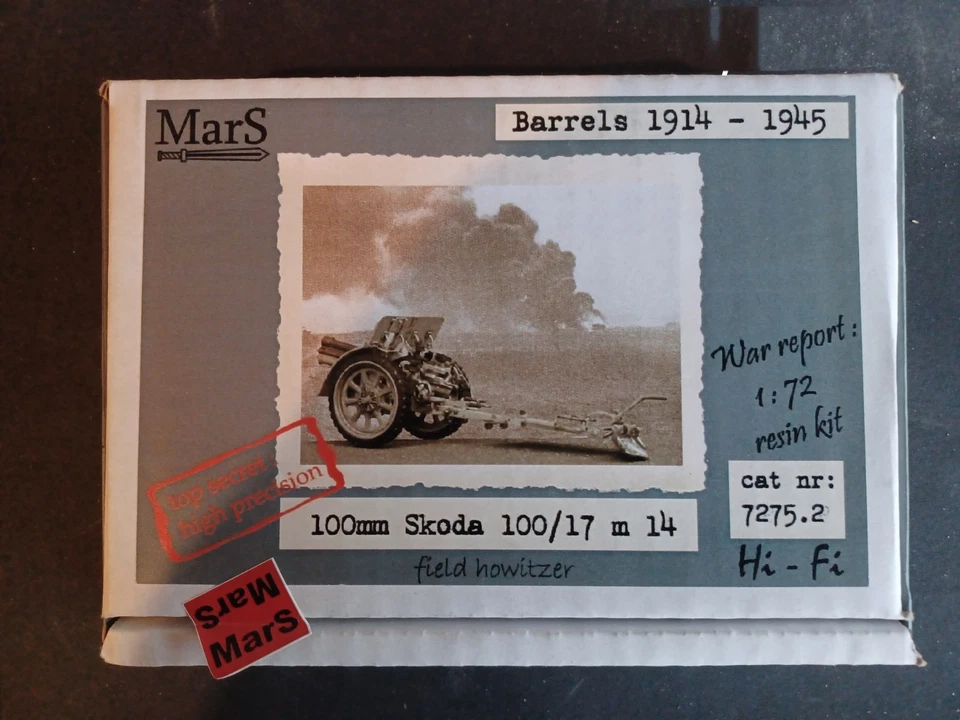 MarS
Barrels 1914 - 1945
War report:
1:72
resin kit
top secret
high precision
cat nr:
7275.2
100mm Skoda 100/17 m 14
Hi-Fi
field howitzer
MarS
MarS